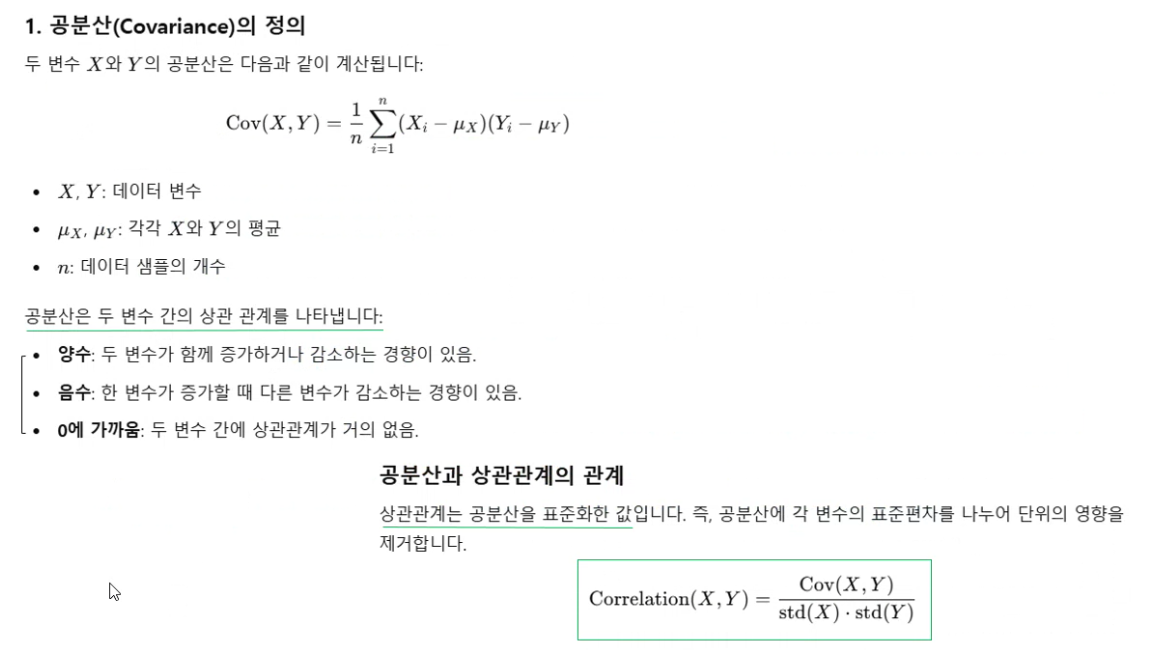 1. 공분산(Covariance)의 정의
두 변수 X와 Y의 공분산은 다음과 같이 계산됩니다:
Cov(X, Y) = \frac{1}{n} \sum_{i=1}^{n} (X_i − μ_X)(Y_i − μ_Y)
• X, Y: 데이터 변수
• μ_X, μ_Y: 각각 X와 Y의 평균
• n: 데이터 샘플의 개수
공분산은 두 변수 간의 상관 관계를 나타냅니다:
• 양수: 두 변수가 함께 증가하거나 감소하는 경향이 있음.
• 음수: 한 변수가 증가할 때 다른 변수가 감소하는 경향이 있음.
• 0에 가까움: 두 변수 간에 상관관계가 거의 없음.
공분산과 상관관계의 관계
상관관계는 공분산을 표준화한 값입니다. 즉, 공분산에 각 변수의 표준편차를 나누어 단위의 영향을
제거합니다.
Correlation(X, Y) = \frac{Cov(X, Y)}{std(X) · std(Y)}